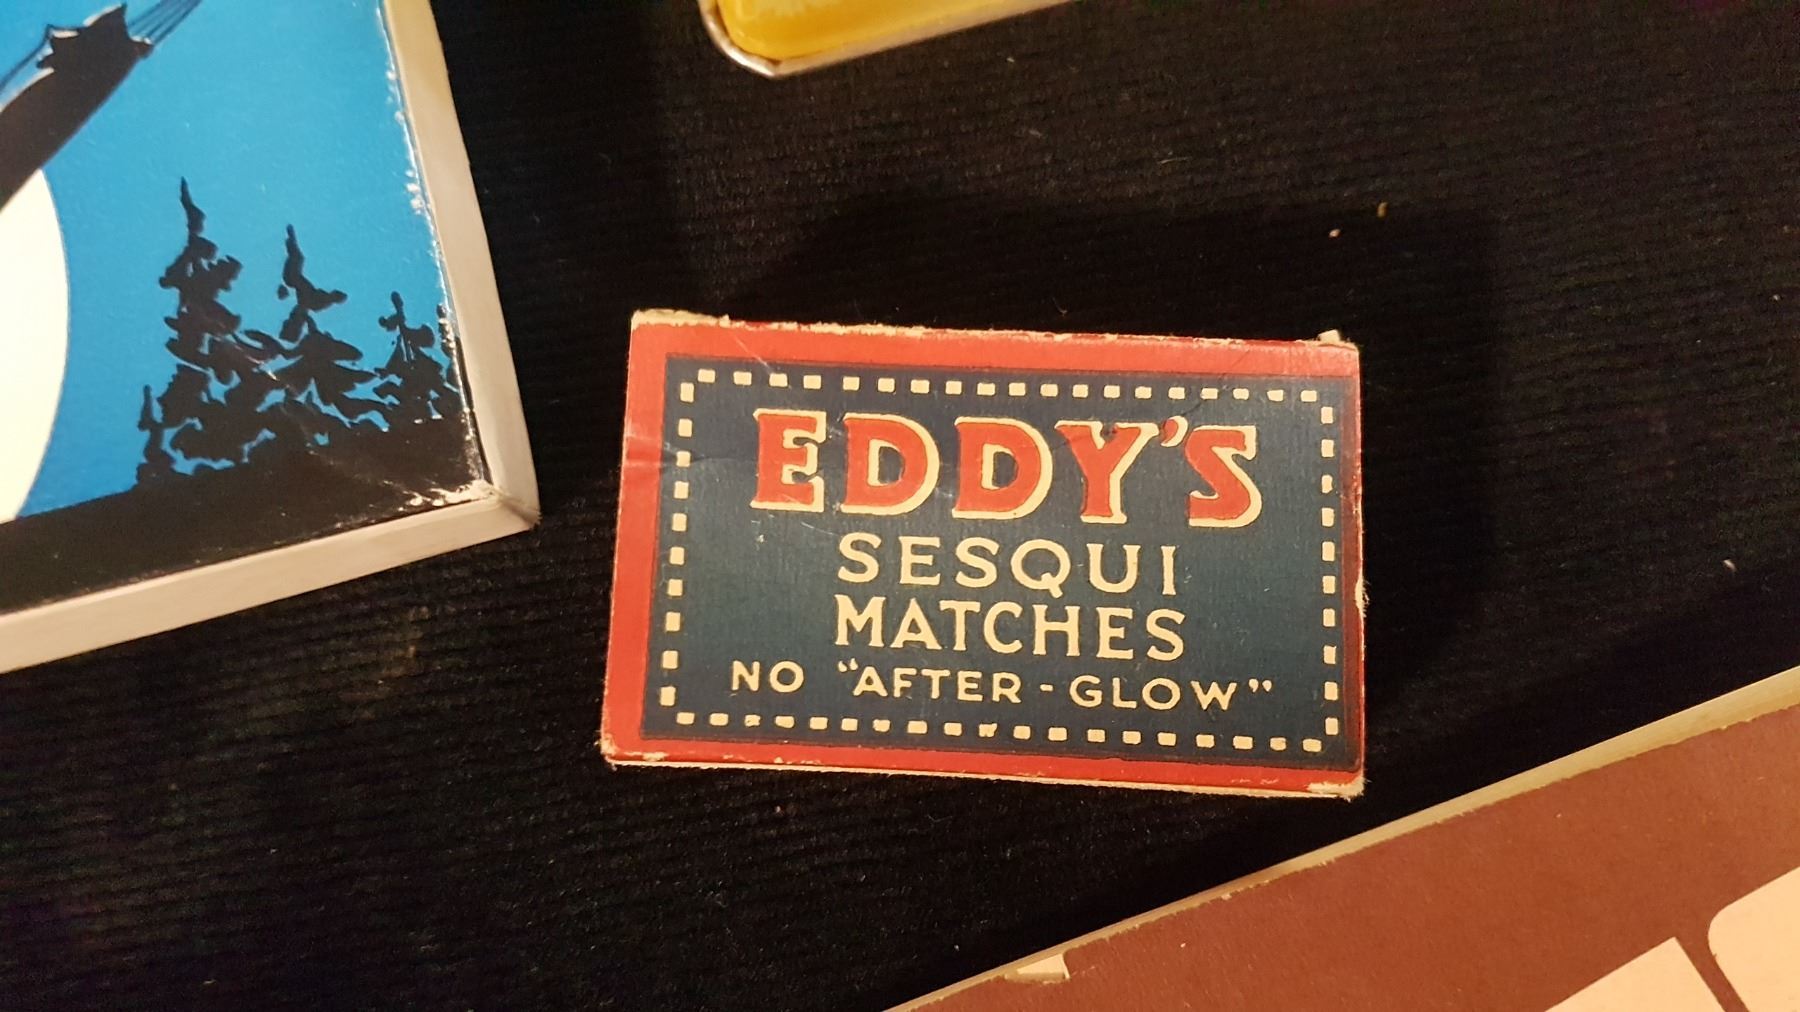 EDDY'S
SESQUI
MATCHES
NO "AFTER-GLOW"